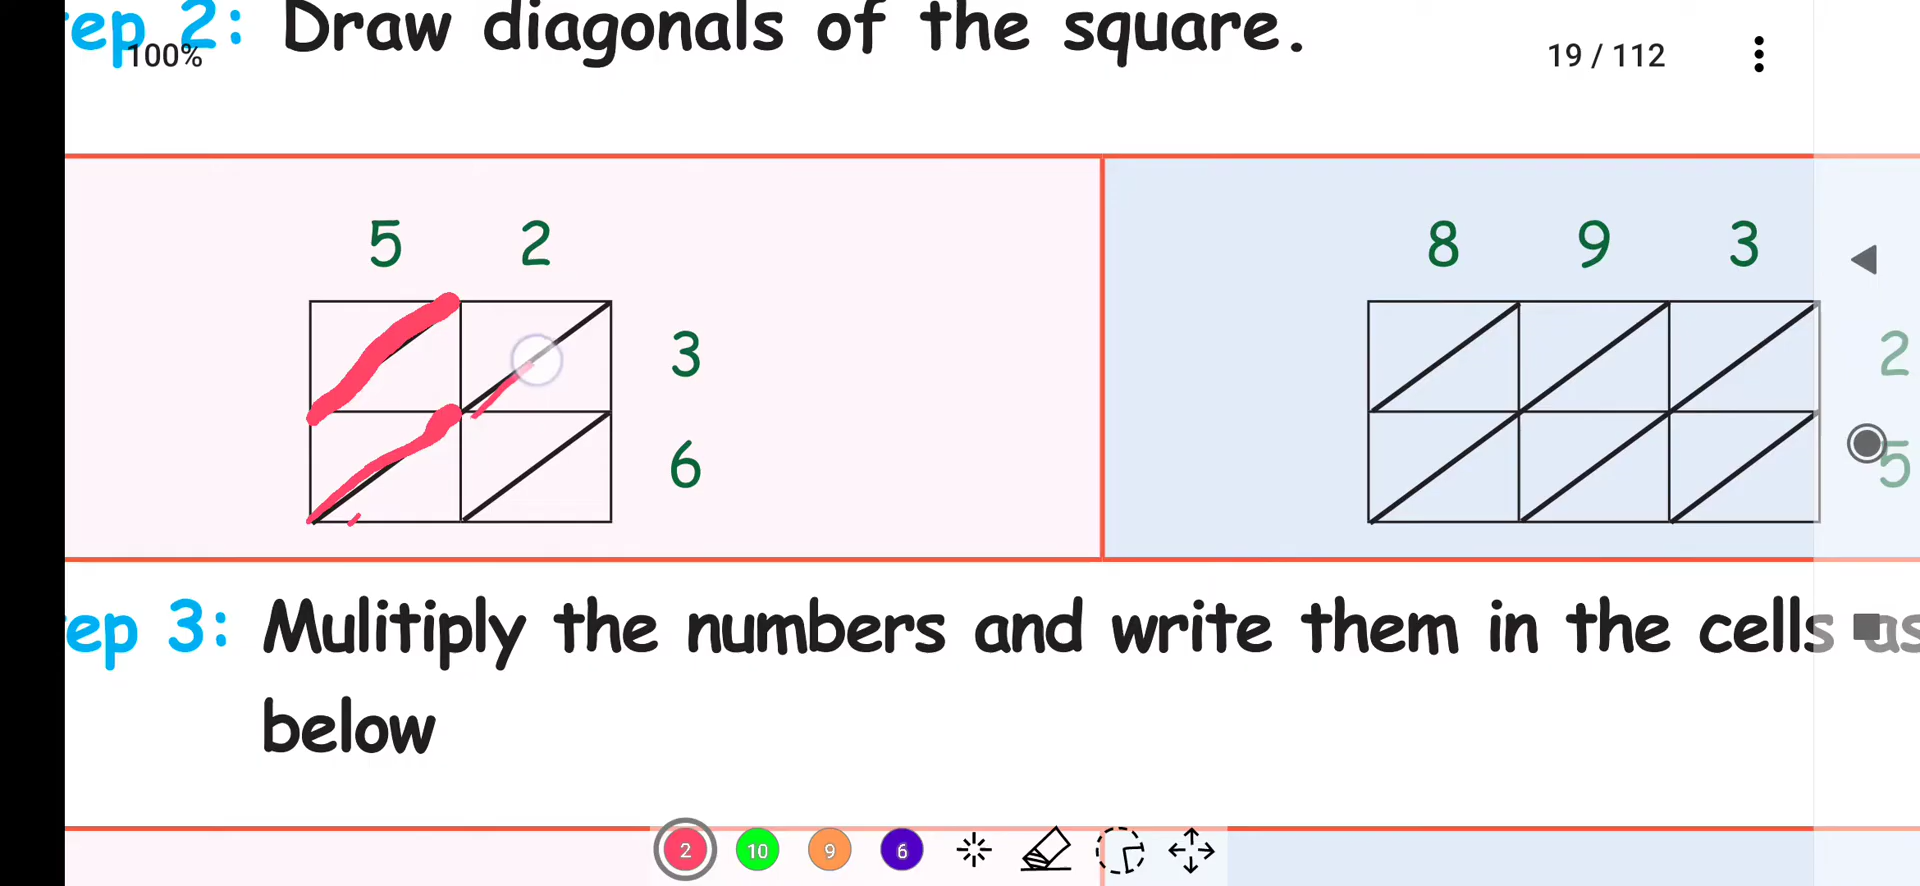 ep 2: Draw diagonals of the square.
100%
19 / 112
5 2
3
6
8 9 3
2
5
ep 3: Mulitiply the numbers and write them in the cells as
below
2 10 9 6